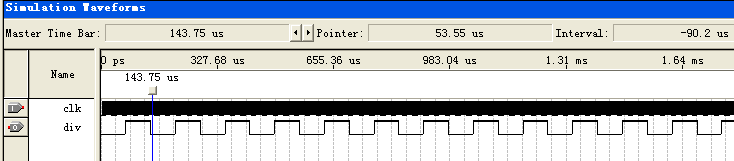 Simulation Waveforms
Master Time Bar: 143.75 us Pointer: 53.55 us Interval: -90.2 us
Name
0 ps 327.68 us 655.36 us 983.04 us 1.31 ms 1.64 ms
143.75 us
clk
div